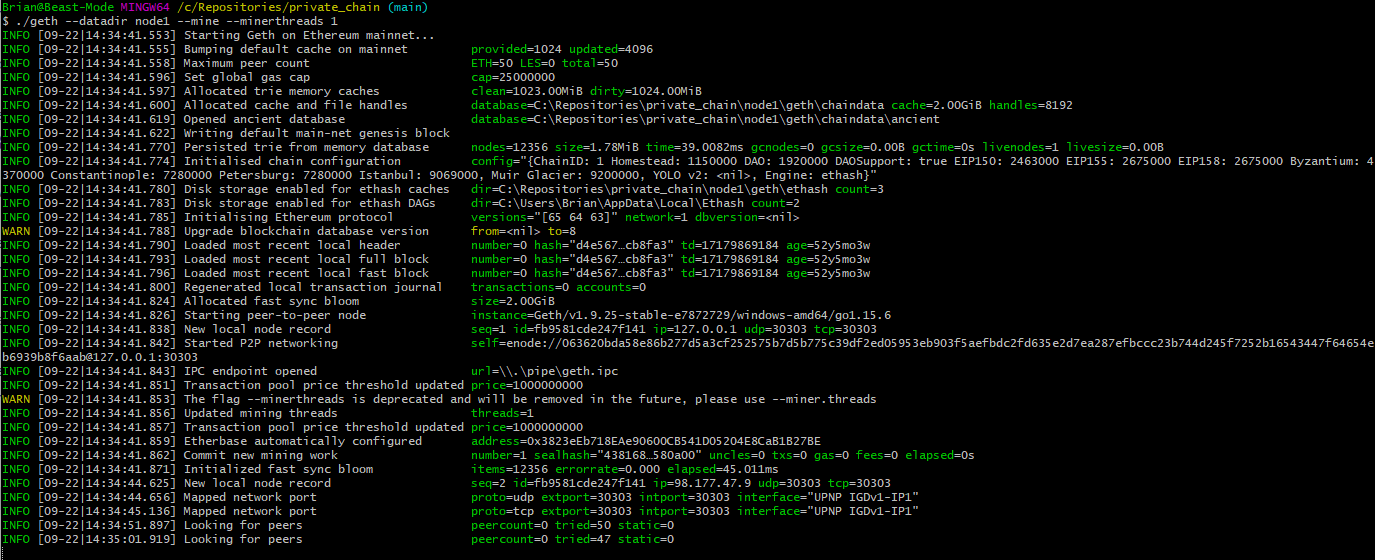 Brian@Beast-Mode MINGW64 /c/Repositories/private_chain (main)
$ ./geth --datadir node1 --mine --minerthreads 1
INFO [09-22|14:34:41.553] Starting Geth on Ethereum mainnet...
INFO [09-22|14:34:41.555] Bumping default cache on mainnet provided=1024 updated=4096
INFO [09-22|14:34:41.558] Maximum peer count ETH=50 LES=0 total=50
INFO [09-22|14:34:41.596] Set global gas cap cap=25000000
INFO [09-22|14:34:41.597] Allocated trie memory caches clean=1023.00MiB dirty=1024.00MiB
INFO [09-22|14:34:41.600] Allocated cache and file handles database=C:\Repositories\private_chain\node1\geth\chaindata cache=2.00GiB handles=8192
INFO [09-22|14:34:41.619] Opened ancient database database=C:\Repositories\private_chain\node1\geth\chaindata\ancient
INFO [09-22|14:34:41.622] Writing default main-net genesis block
INFO [09-22|14:34:41.770] Persisted trie from memory database nodes=12356 size=1.78MiB time=39.0082ms gcnodes=0 gcsize=0.00B gctime=0s livenodes=1 livesize=0.00B
INFO [09-22|14:34:41.774] Initialised chain configuration config="{ChainID: 1 Homestead: 1150000 DAO: 1920000 DAOSupport: true EIP150: 2463000 EIP155: 2675000 EIP158: 2675000 Byzantium: 4
370000 Constantinople: 7280000 Petersburg: 7280000 Istanbul: 9069000, Muir Glacier: 9200000, YOLO v2: <nil>, Engine: ethash}"
INFO [09-22|14:34:41.780] Disk storage enabled for ethash caches dir=C:\Repositories\private_chain\node1\geth\ethash count=3
INFO [09-22|14:34:41.783] Disk storage enabled for ethash DAGs dir=C:\Users\Brian\AppData\Local\Ethash count=2
INFO [09-22|14:34:41.785] Initialising Ethereum protocol versions="[65 64 63]" network=1 dbversion=<nil>
WARN [09-22|14:34:41.788] Upgrade blockchain database version from=<nil> to=8
INFO [09-22|14:34:41.790] Loaded most recent local header number=0 hash="d4e567…cb8fa3" td=17179869184 age=52y5mo3w
INFO [09-22|14:34:41.793] Loaded most recent local full block number=0 hash="d4e567…cb8fa3" td=17179869184 age=52y5mo3w
INFO [09-22|14:34:41.796] Loaded most recent local fast block number=0 hash="d4e567…cb8fa3" td=17179869184 age=52y5mo3w
INFO [09-22|14:34:41.800] Regenerated local transaction journal transactions=0 accounts=0
INFO [09-22|14:34:41.824] Allocated fast sync bloom size=2.00GiB
INFO [09-22|14:34:41.826] Starting peer-to-peer node instance=Geth/v1.9.25-stable-e7872729/windows-amd64/go1.15.6
INFO [09-22|14:34:41.838] New local node record seq=1 id=fb9581cde247f141 ip=127.0.0.1 udp=30303 tcp=30303
INFO [09-22|14:34:41.842] Started P2P networking self=enode://063620bda58e86b277d5a3cf252575b7d5b775c39df2ed05953eb903f5aefbdc2fd635e2d7ea287efbccc23b744d245f7252b16543447f64654e
b6939b8f6aab@127.0.0.1:30303
INFO [09-22|14:34:41.843] IPC endpoint opened url=\\.\pipe\geth.ipc
INFO [09-22|14:34:41.851] Transaction pool price threshold updated price=1000000000
WARN [09-22|14:34:41.853] The flag --minerthreads is deprecated and will be removed in the future, please use --miner.threads
INFO [09-22|14:34:41.856] Updated mining threads threads=1
INFO [09-22|14:34:41.857] Transaction pool price threshold updated price=1000000000
INFO [09-22|14:34:41.859] Etherbase automatically configured address=0x3823eEb718EAe90600CB541D05204E8CaB1B27BE
INFO [09-22|14:34:41.862] Commit new mining work number=1 sealhash="438168…580a00" uncles=0 txs=0 gas=0 fees=0 elapsed=0s
INFO [09-22|14:34:41.871] Initialized fast sync bloom items=12356 errorrate=0.000 elapsed=45.011ms
INFO [09-22|14:34:44.625] New local node record seq=2 id=fb9581cde247f141 ip=98.177.47.9 udp=30303 tcp=30303
INFO [09-22|14:34:44.656] Mapped network port proto=udp extport=30303 intport=30303 interface="UPNP IGDv1-IP1"
INFO [09-22|14:34:45.136] Mapped network port proto=tcp extport=30303 intport=30303 interface="UPNP IGDv1-IP1"
INFO [09-22|14:34:51.897] Looking for peers peercount=0 tried=50 static=0
INFO [09-22|14:35:01.919] Looking for peers peercount=0 tried=47 static=0